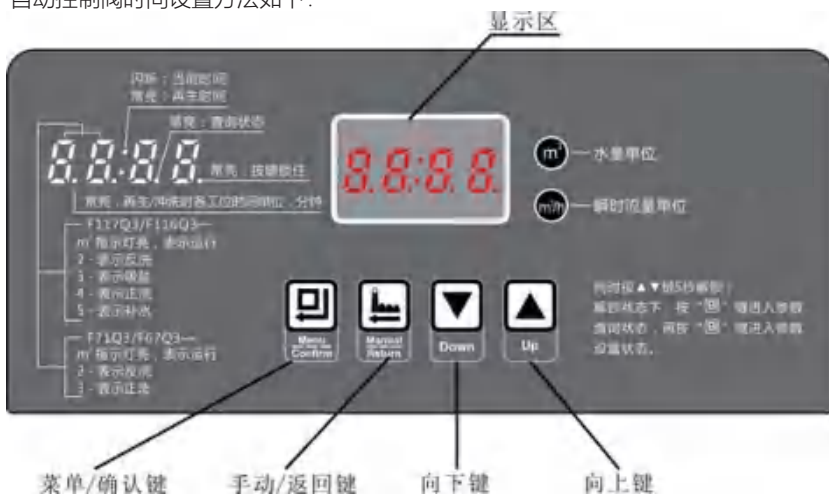 自动控制阀时间设置方法如下：
显示区
闪烁：当前时间
常亮：再生时间
常亮：查询状态
88:88
常亮：按键锁住
常亮：再生/冲洗时各工位时间单位，分钟
88:88
m³
水量单位
m³/h
瞬时流量单位
F117Q3/F116Q3
m³指示灯亮，表示运行
2-表示反洗
3-表示吸盐
4-表示正洗
5-表示补水
F71Q3/F67Q3
m³指示灯亮，表示运行
2-表示反洗
3-表示正洗
Menu
Confirm
Manual
Return
Down
Up
同时按▲▼键5秒解锁；
解锁状态下，按“回”键进入参数
查询状态，再按“回”键进入参数
设置状态。
菜单/确认键
手动/返回键
向下键
向上键